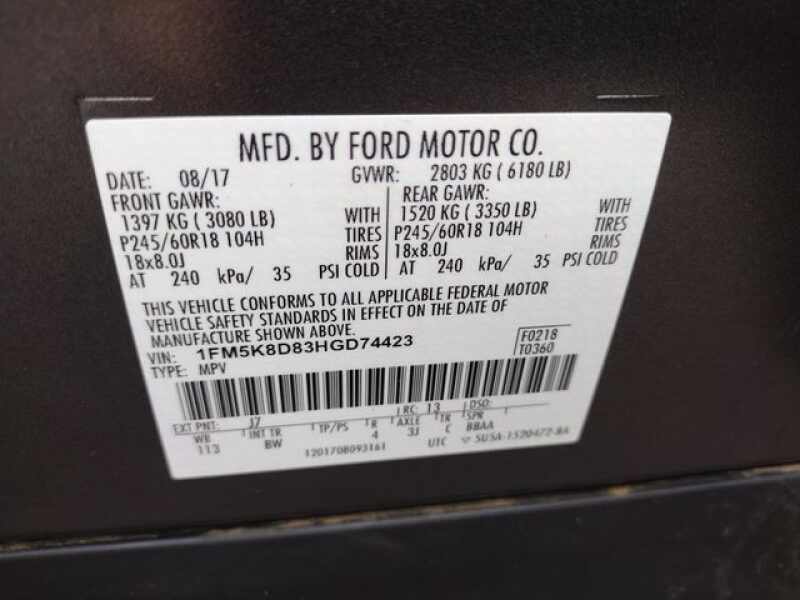 MFD. BY FORD MOTOR CO.
DATE: 08/17 GVWR: 2803 KG ( 6180 LB)
FRONT GAWR: REAR GAWR:
1397 KG ( 3080 LB) WITH 1520 KG ( 3350 LB) WITH
P245/60R18 104H TIRES P245/60R18 104H TIRES
18x8.0J RIMS 18x8.0J RIMS
AT 240 kPa/ 35 PSI COLD AT 240 kPa/ 35 PSI COLD
THIS VEHICLE CONFORMS TO ALL APPLICABLE FEDERAL MOTOR
VEHICLE SAFETY STANDARDS IN EFFECT ON THE DATE OF
MANUFACTURE SHOWN ABOVE.
VIN: 1FM5K8D83HGD74423 F0218
TYPE: MPV T0360
EXT PNT: J7 RC: 13 DSO:
WB INT TR TP/PS R AXLE TR SPR
113 BW 4 3J C BBAA
1201708093161 UTC 5U5A-1520472-BA